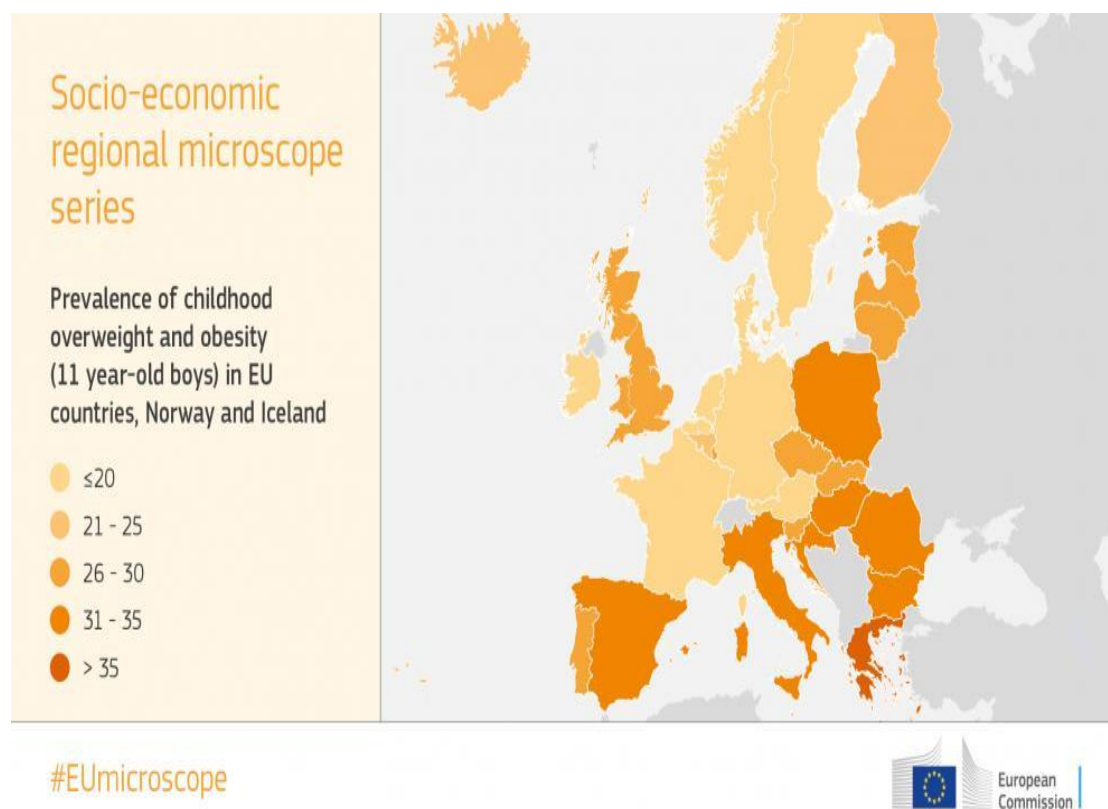 Socio-economic
regional microscope
series
Prevalence of childhood
overweight and obesity
(11 year-old boys) in EU
countries, Norway and Iceland
≤20
21 - 25
26 - 30
31 - 35
> 35
#EUmicroscope
European
Commission